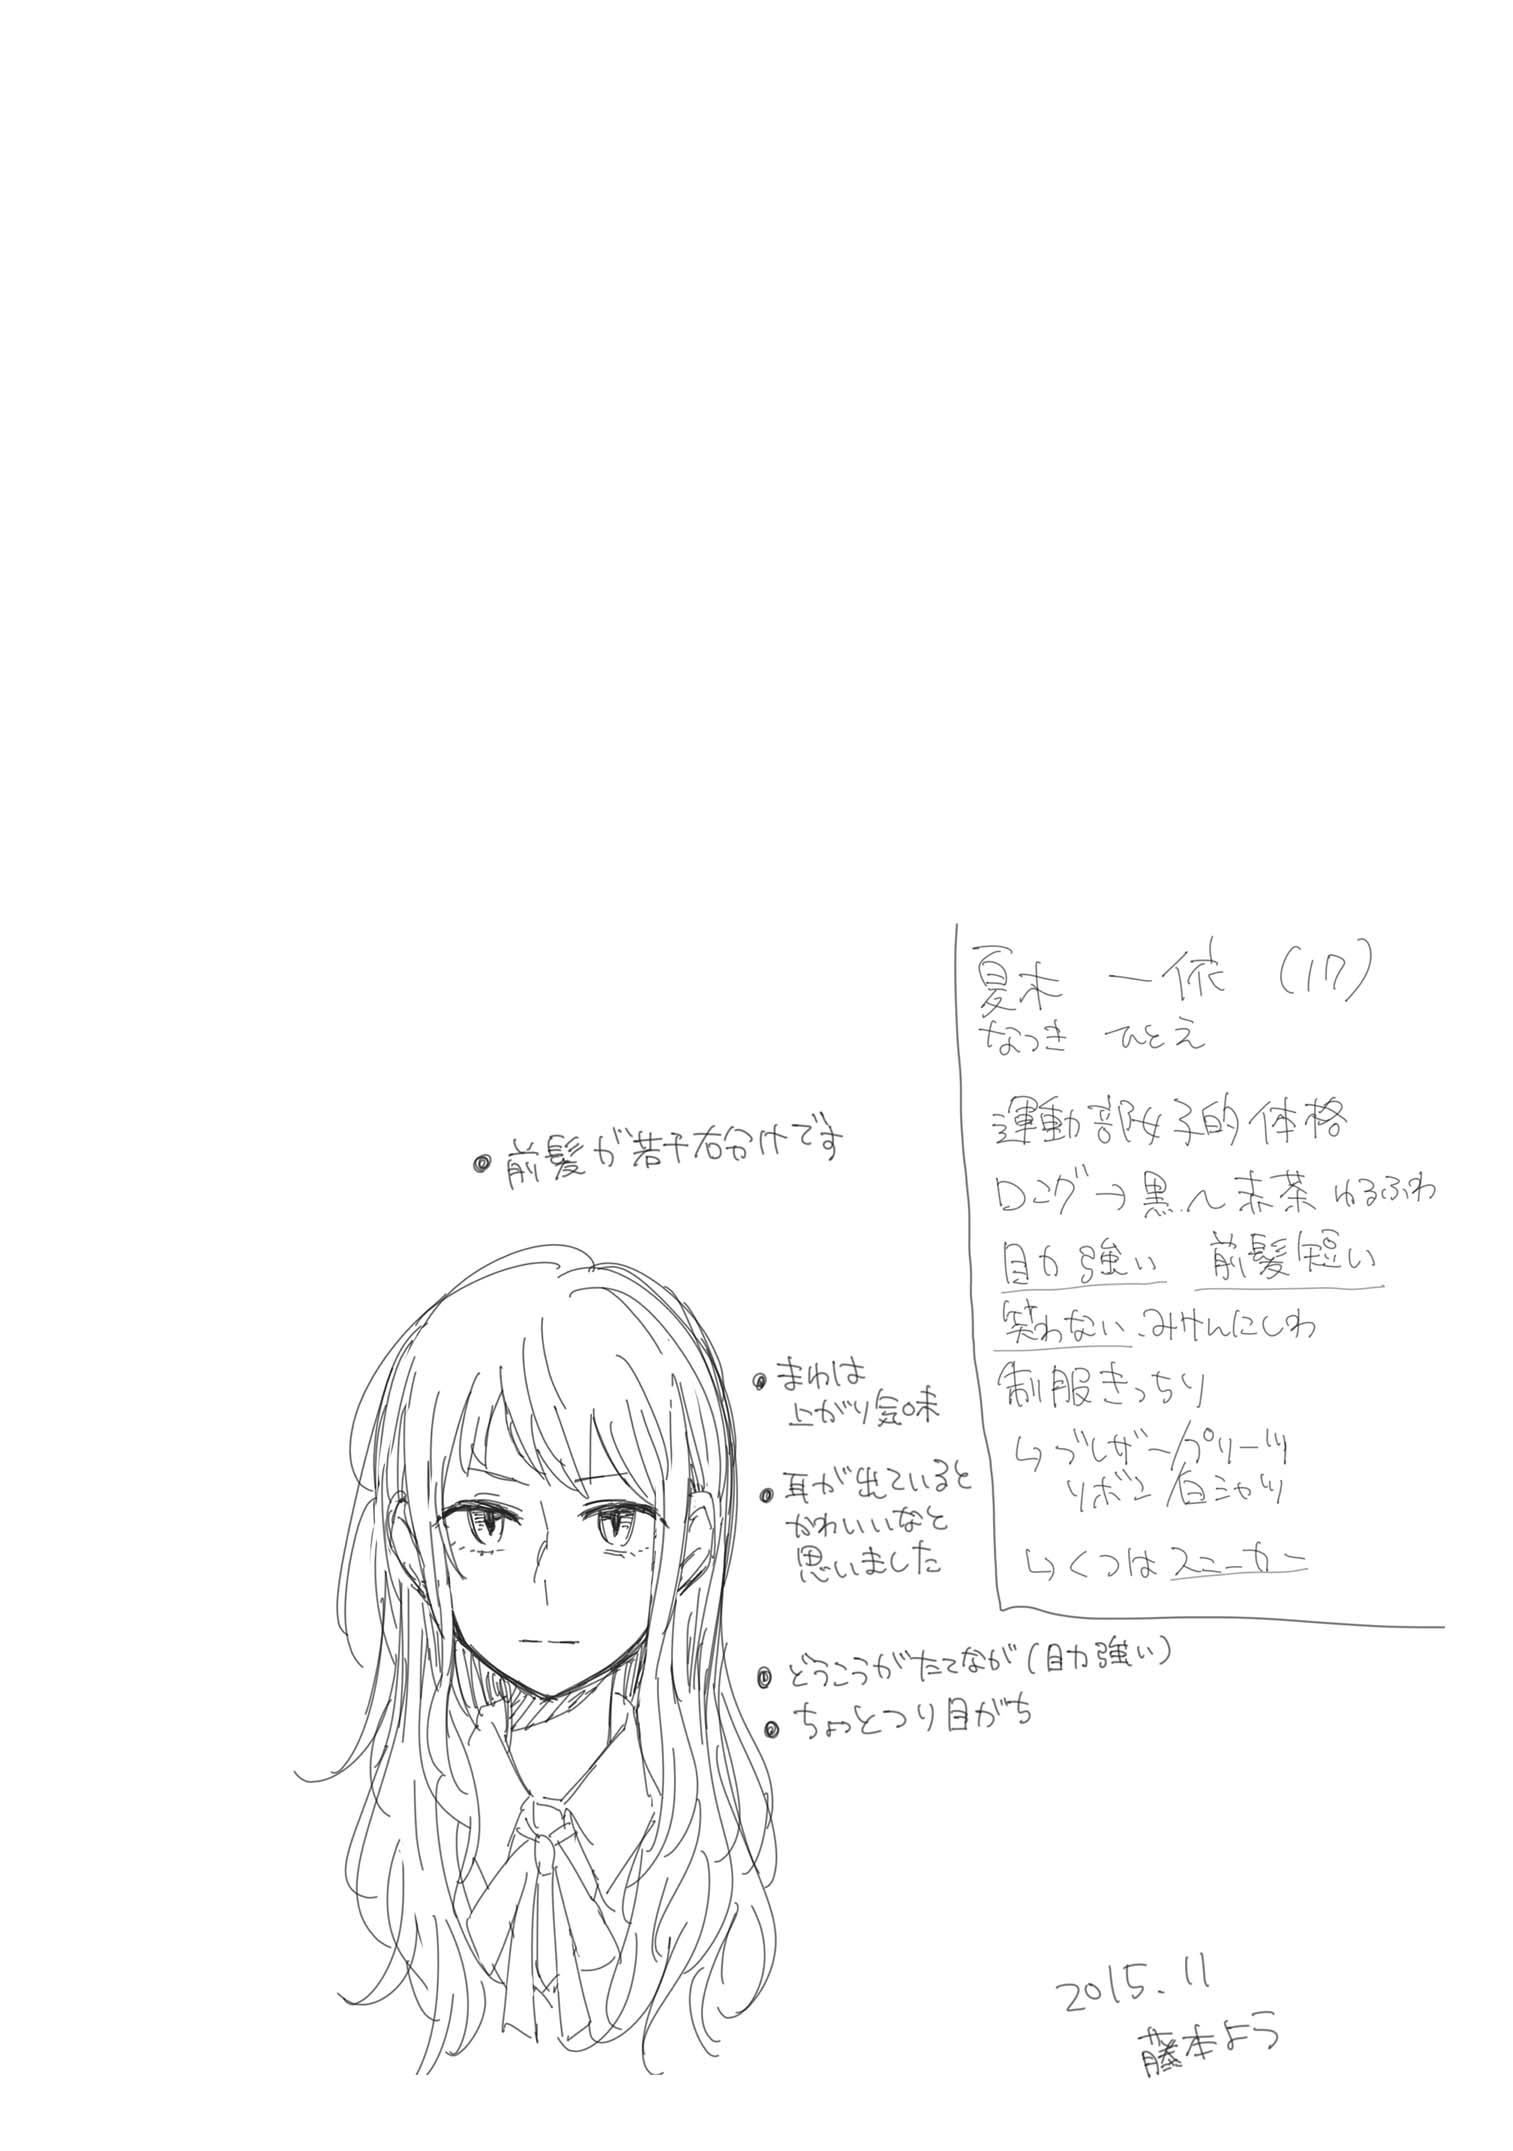 夏木 一依 (17)
なつき ひとえ
運動部女子的体格
ロング→黒〜赤茶 ゆるふわ
目力強い 前髪短い
笑わない、みけんにしわ
制服きっちり
↳ブレザー/プリーツ
リボン/白シャツ
↳くつはスニーカー
●前髪が若干右分けです
●まゆは
上がり気味
●耳が出ていると
かわいいなと
思いました
●どうこうがたてなが(目力強い)
●ちょっとつり目がち
2015.11
藤本よう